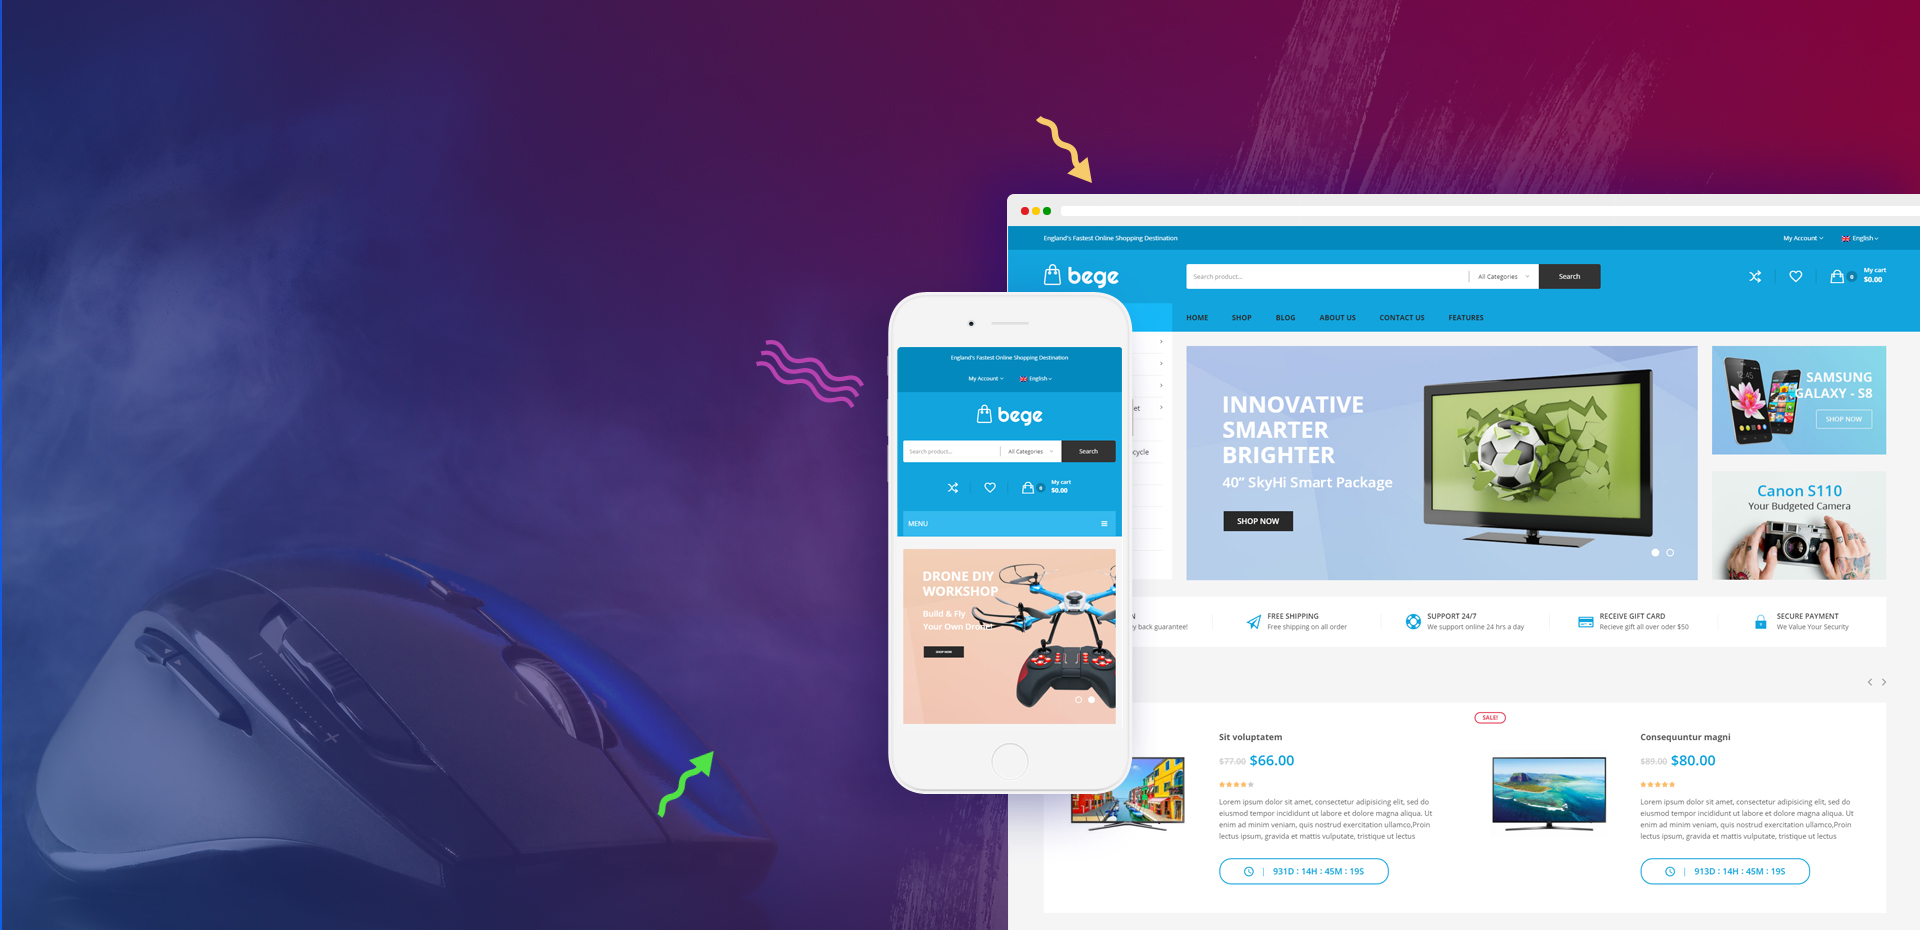 England's Fastest Online Shopping Destination
My Account
English
bege
Search product...
All Categories
Search
0
My cart
$0.00
HOME
SHOP
BLOG
ABOUT US
CONTACT US
FEATURES
et
cycle
INNOVATIVE
SMARTER
BRIGHTER
40" SkyHi Smart Package
SHOP NOW
12:45
SAMSUNG
GALAXY - S8
SHOP NOW
Canon S110
Your Budgeted Camera
N
y back guarantee!
FREE SHIPPING
Free shipping on all order
SUPPORT 24/7
We support online 24 hrs a day
RECEIVE GIFT CARD
Recieve gift all over oder $50
SECURE PAYMENT
We Value Your Security
Sit voluptatem
$77.00 $66.00
Lorem ipsum dolor sit amet, consectetur adipisicing elit, sed do
eiusmod tempor incididunt ut labore et dolore magna aliqua. Ut
enim ad minim veniam, quis nostrud exercitation ullamco,Proin
lectus ipsum, gravida et mattis vulputate, tristique ut lectus
931D : 14H : 45M : 19S
SALE!
Consequuntur magni
$89.00 $80.00
Lorem ipsum dolor sit amet, consectetur adipisicing elit, sed do
eiusmod tempor incididunt ut labore et dolore magna aliqua. Ut
enim ad minim veniam, quis nostrud exercitation ullamco,Proin
lectus ipsum, gravida et mattis vulputate, tristique ut lectus
913D : 14H : 45M : 19S
England's Fastest Online Shopping Destination
My Account
English
bege
Search product...
All Categories
Search
0
My cart
$0.00
MENU
DRONE DIY
WORKSHOP
Build & Fly
Your Own Drone!
SHOP NOW